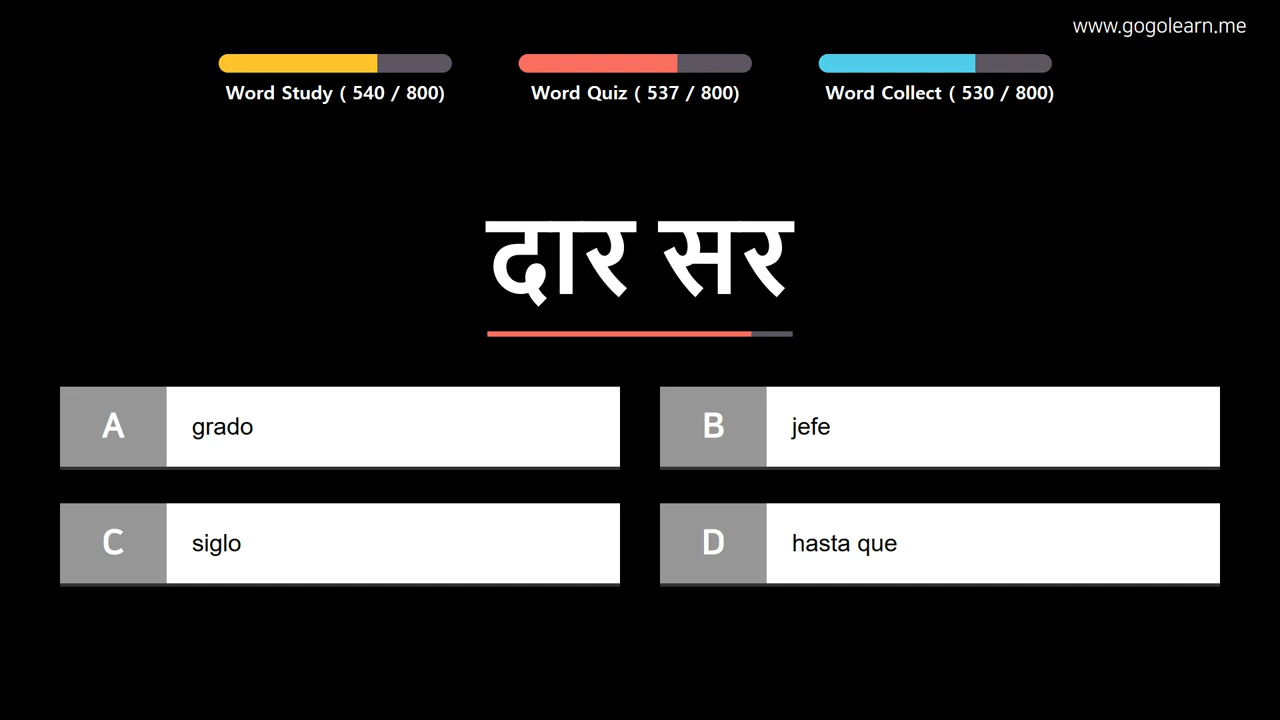 www.gogolearn.me
Word Study ( 540 / 800)
Word Quiz ( 537 / 800)
Word Collect ( 530 / 800)
दार सर
A grado
B jefe
C siglo
D hasta que